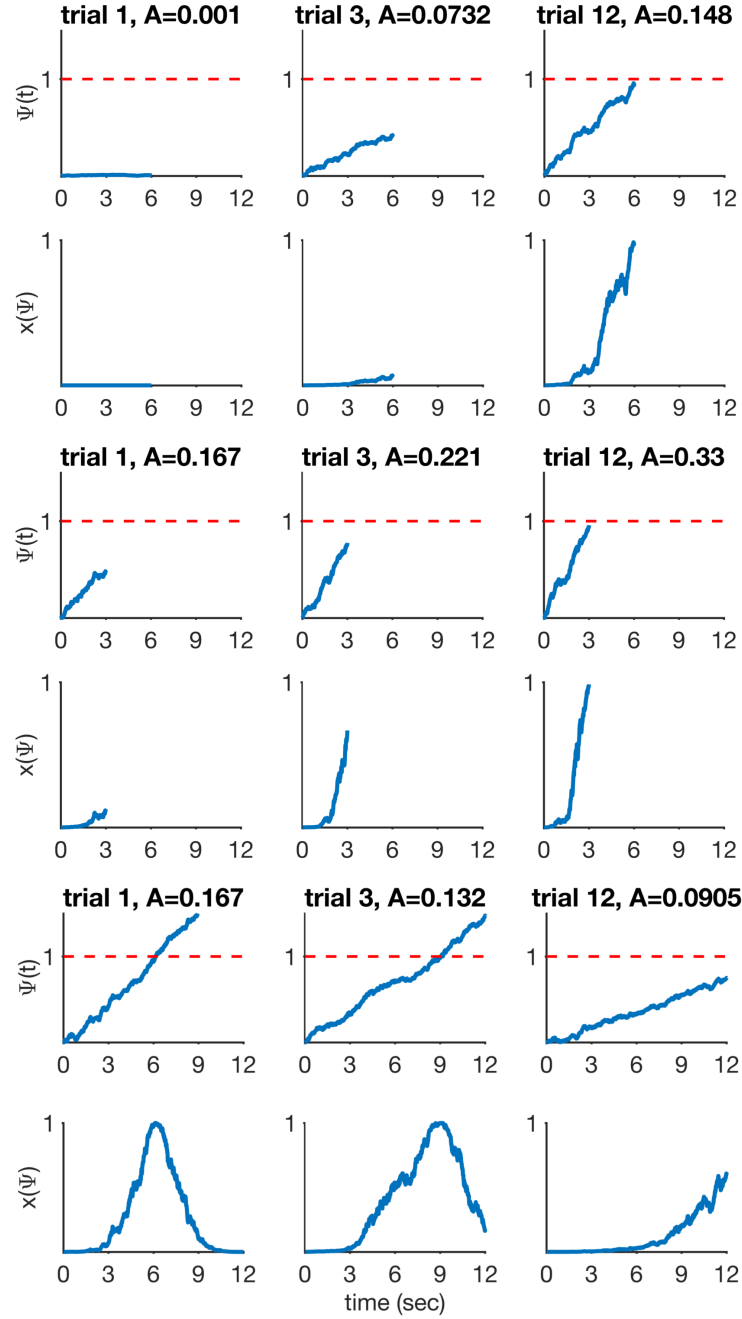 trial 1, A=0.001 trial 3, A=0.0732 trial 12, A=0.148
Ψ(t) 1 1 1
0 3 6 9 12 0 3 6 9 12 0 3 6 9 12
x(Ψ) 1 1 1
0 3 6 9 12 0 3 6 9 12 0 3 6 9 12
trial 1, A=0.167 trial 3, A=0.221 trial 12, A=0.33
Ψ(t) 1 1 1
0 3 6 9 12 0 3 6 9 12 0 3 6 9 12
x(Ψ) 1 1 1
0 3 6 9 12 0 3 6 9 12 0 3 6 9 12
trial 1, A=0.167 trial 3, A=0.132 trial 12, A=0.0905
Ψ(t) 1 1 1
0 3 6 9 12 0 3 6 9 12 0 3 6 9 12
x(Ψ) 1 1 1
0 3 6 9 12 0 3 6 9 12 0 3 6 9 12
time (sec)